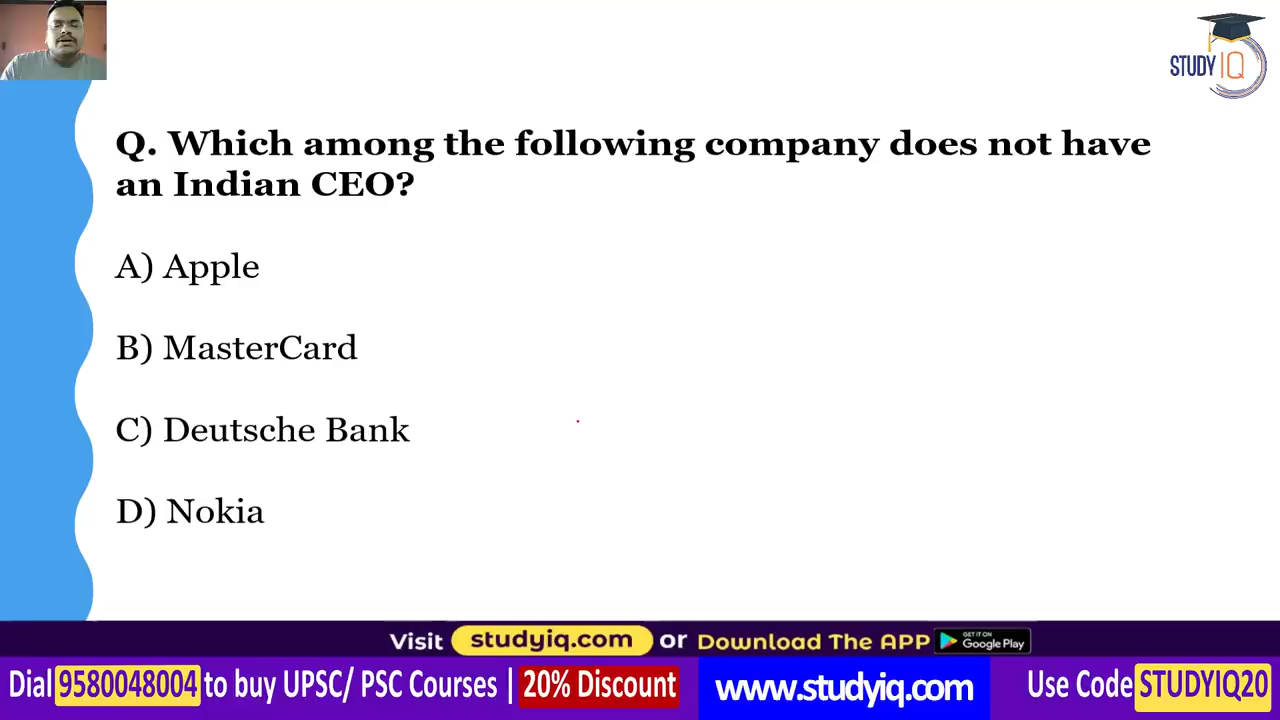 STUDY IQ
Q. Which among the following company does not have
an Indian CEO?
A) Apple
B) MasterCard
C) Deutsche Bank
D) Nokia
Visit studyiq.com or Download The APP GET IT ON Google Play
Dial 9580048004 to buy UPSC/ PSC Courses | 20% Discount www.studyiq.com Use Code STUDYIQ20